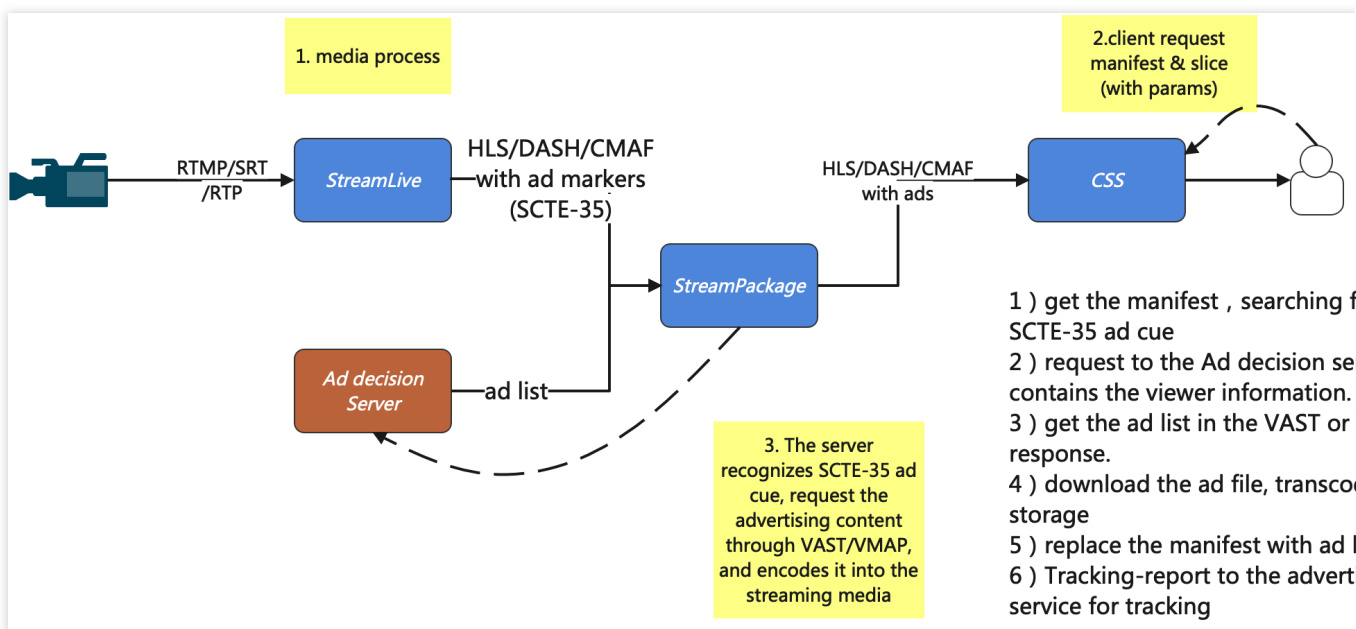 1. media process
2.client request
manifest & slice
(with params)
RTMP/SRT
/RTP
StreamLive
HLS/DASH/CMAF
with ad markers
(SCTE-35)
HLS/DASH/CMAF
with ads
CSS
StreamPackage
Ad decision
Server
ad list
3. The server
recognizes SCTE-35 ad
cue, request the
advertising content
through VAST/VMAP,
and encodes it into the
streaming media
1 ) get the manifest , searching
SCTE-35 ad cue
2 ) request to the Ad decision
contains the viewer information.
3 ) get the ad list in the VAST or
response.
4 ) download the ad file,
storage
5 ) replace the manifest with ad
6 ) Tracking-report to the
service for tracking